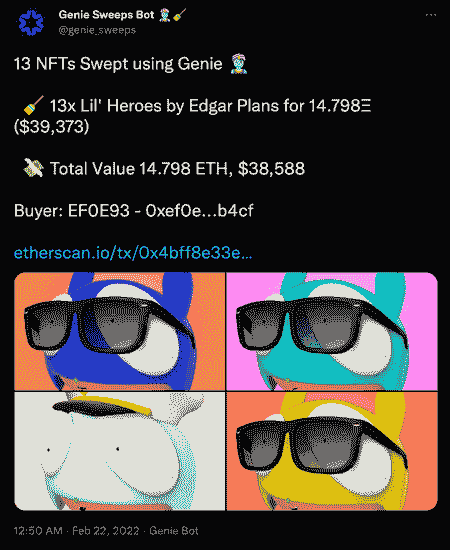 Genie Sweeps Bot 🧞‍♂️🧹
@genie_sweeps
13 NFTs Swept using Genie 🧞‍♂️
🧹 13x Lil' Heroes by Edgar Plans for 14.798Ξ
($39,373)
💸 Total Value 14.798 ETH, $38,588
Buyer: EF0E93 - 0xef0e...b4cf
etherscan.io/tx/0x4bff8e33e...
12:50 AM · Feb 22, 2022 · Genie Bot